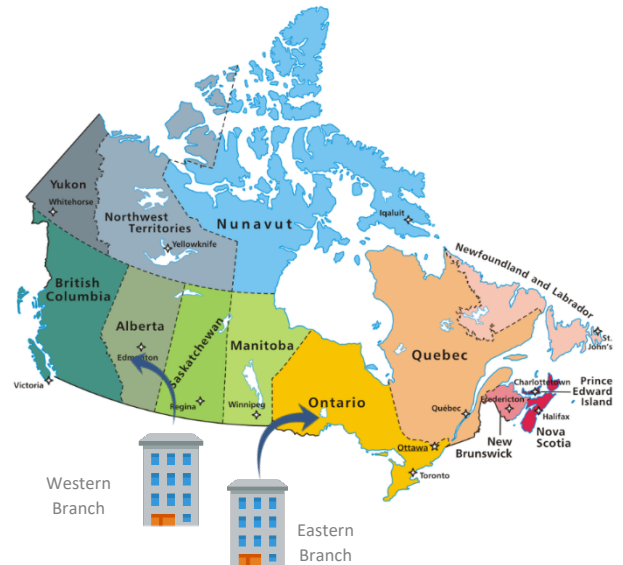 Yukon
Whitehorse
Northwest
Territories
Yellowknife
Nunavut
Iqaluit
British
Columbia
Victoria
Alberta
Edmonton
Saskatchewan
Regina
Manitoba
Winnipeg
Ontario
Ottawa
Toronto
Quebec
Québec
Newfoundland and Labrador
St.
John's
Charlottetown
Prince
Edward
Island
Fredericton
Halifax
Nova
Scotia
New
Brunswick
Western
Branch
Eastern
Branch